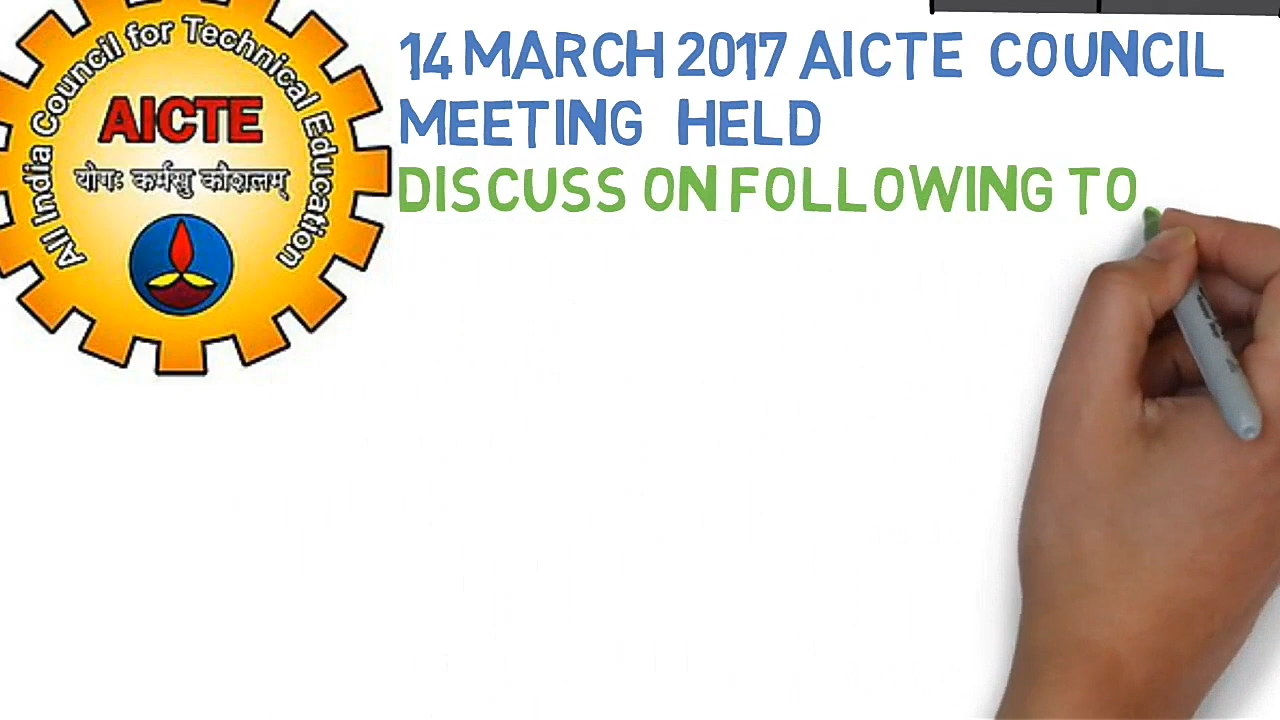 All India Council for Technical Education
AICTE
योगः कर्मसु कौशलम्
14 MARCH 2017 AICTE COUNCIL
MEETING HELD
DISCUSS ON FOLLOWING TO